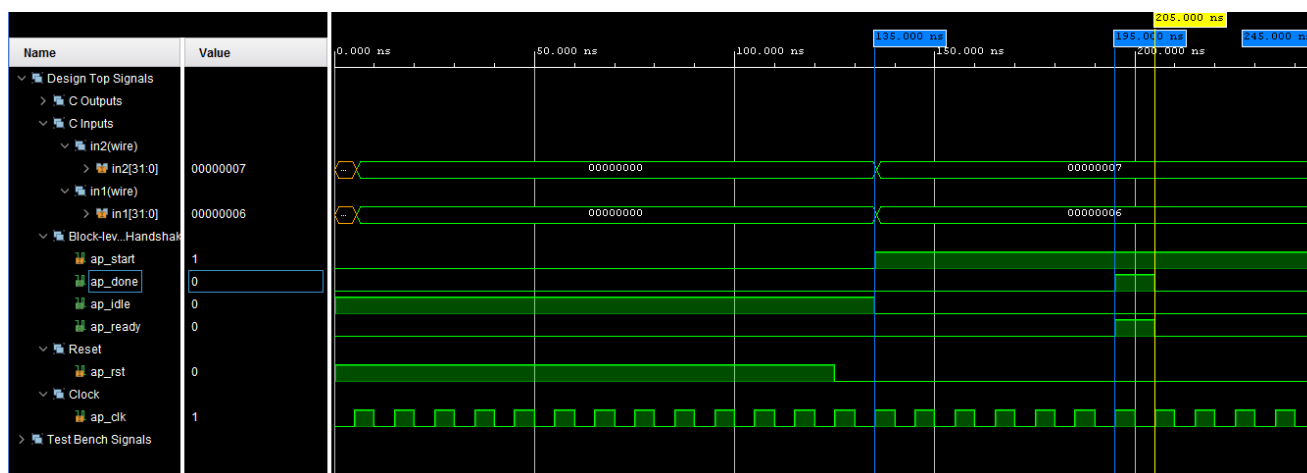 205.000 ns
135.000 ns 195.000 ns 245.000 n
Name Value 0.000 ns 50.000 ns 100.000 ns 150.000 ns 200.000 ns
Design Top Signals
C Outputs
C Inputs
in2(wire)
in2[31:0] 00000007 ... 00000000 00000007
in1(wire)
in1[31:0] 00000006 ... 00000000 00000006
Block-lev...Handshak
ap_start 1
ap_done 0
ap_idle 0
ap_ready 0
Reset
ap_rst 0
Clock
ap_clk 1
Test Bench Signals